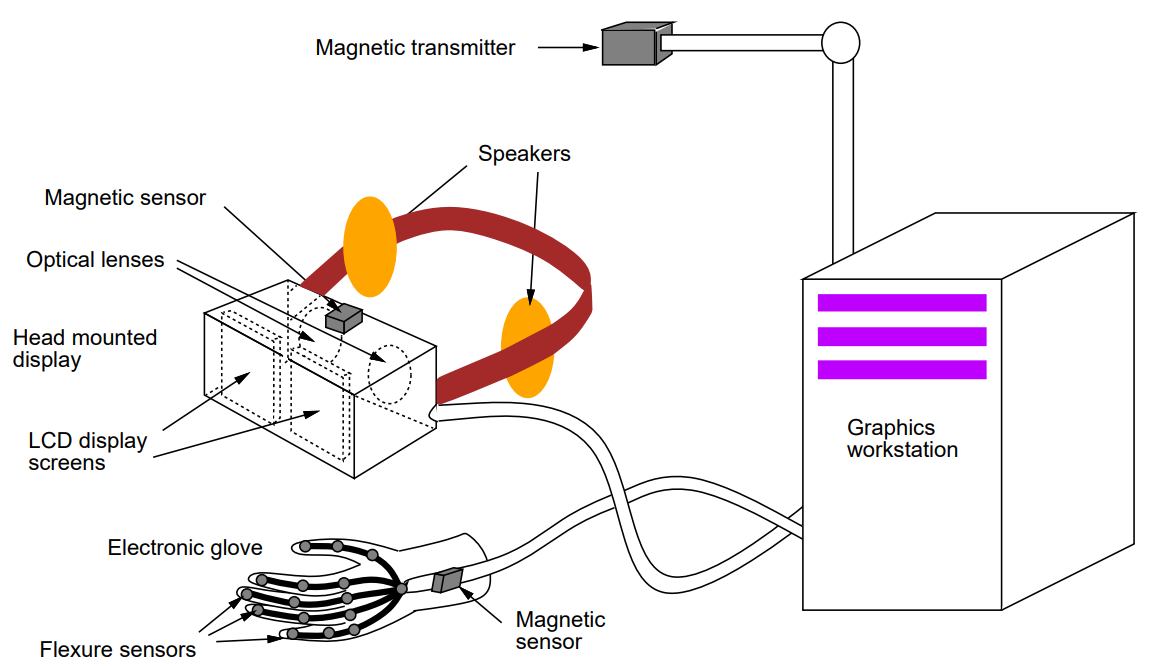 Magnetic transmitter
Speakers
Magnetic sensor
Optical lenses
Head mounted
display
LCD display
screens
Graphics
workstation
Electronic glove
Magnetic
sensor
Flexure sensors